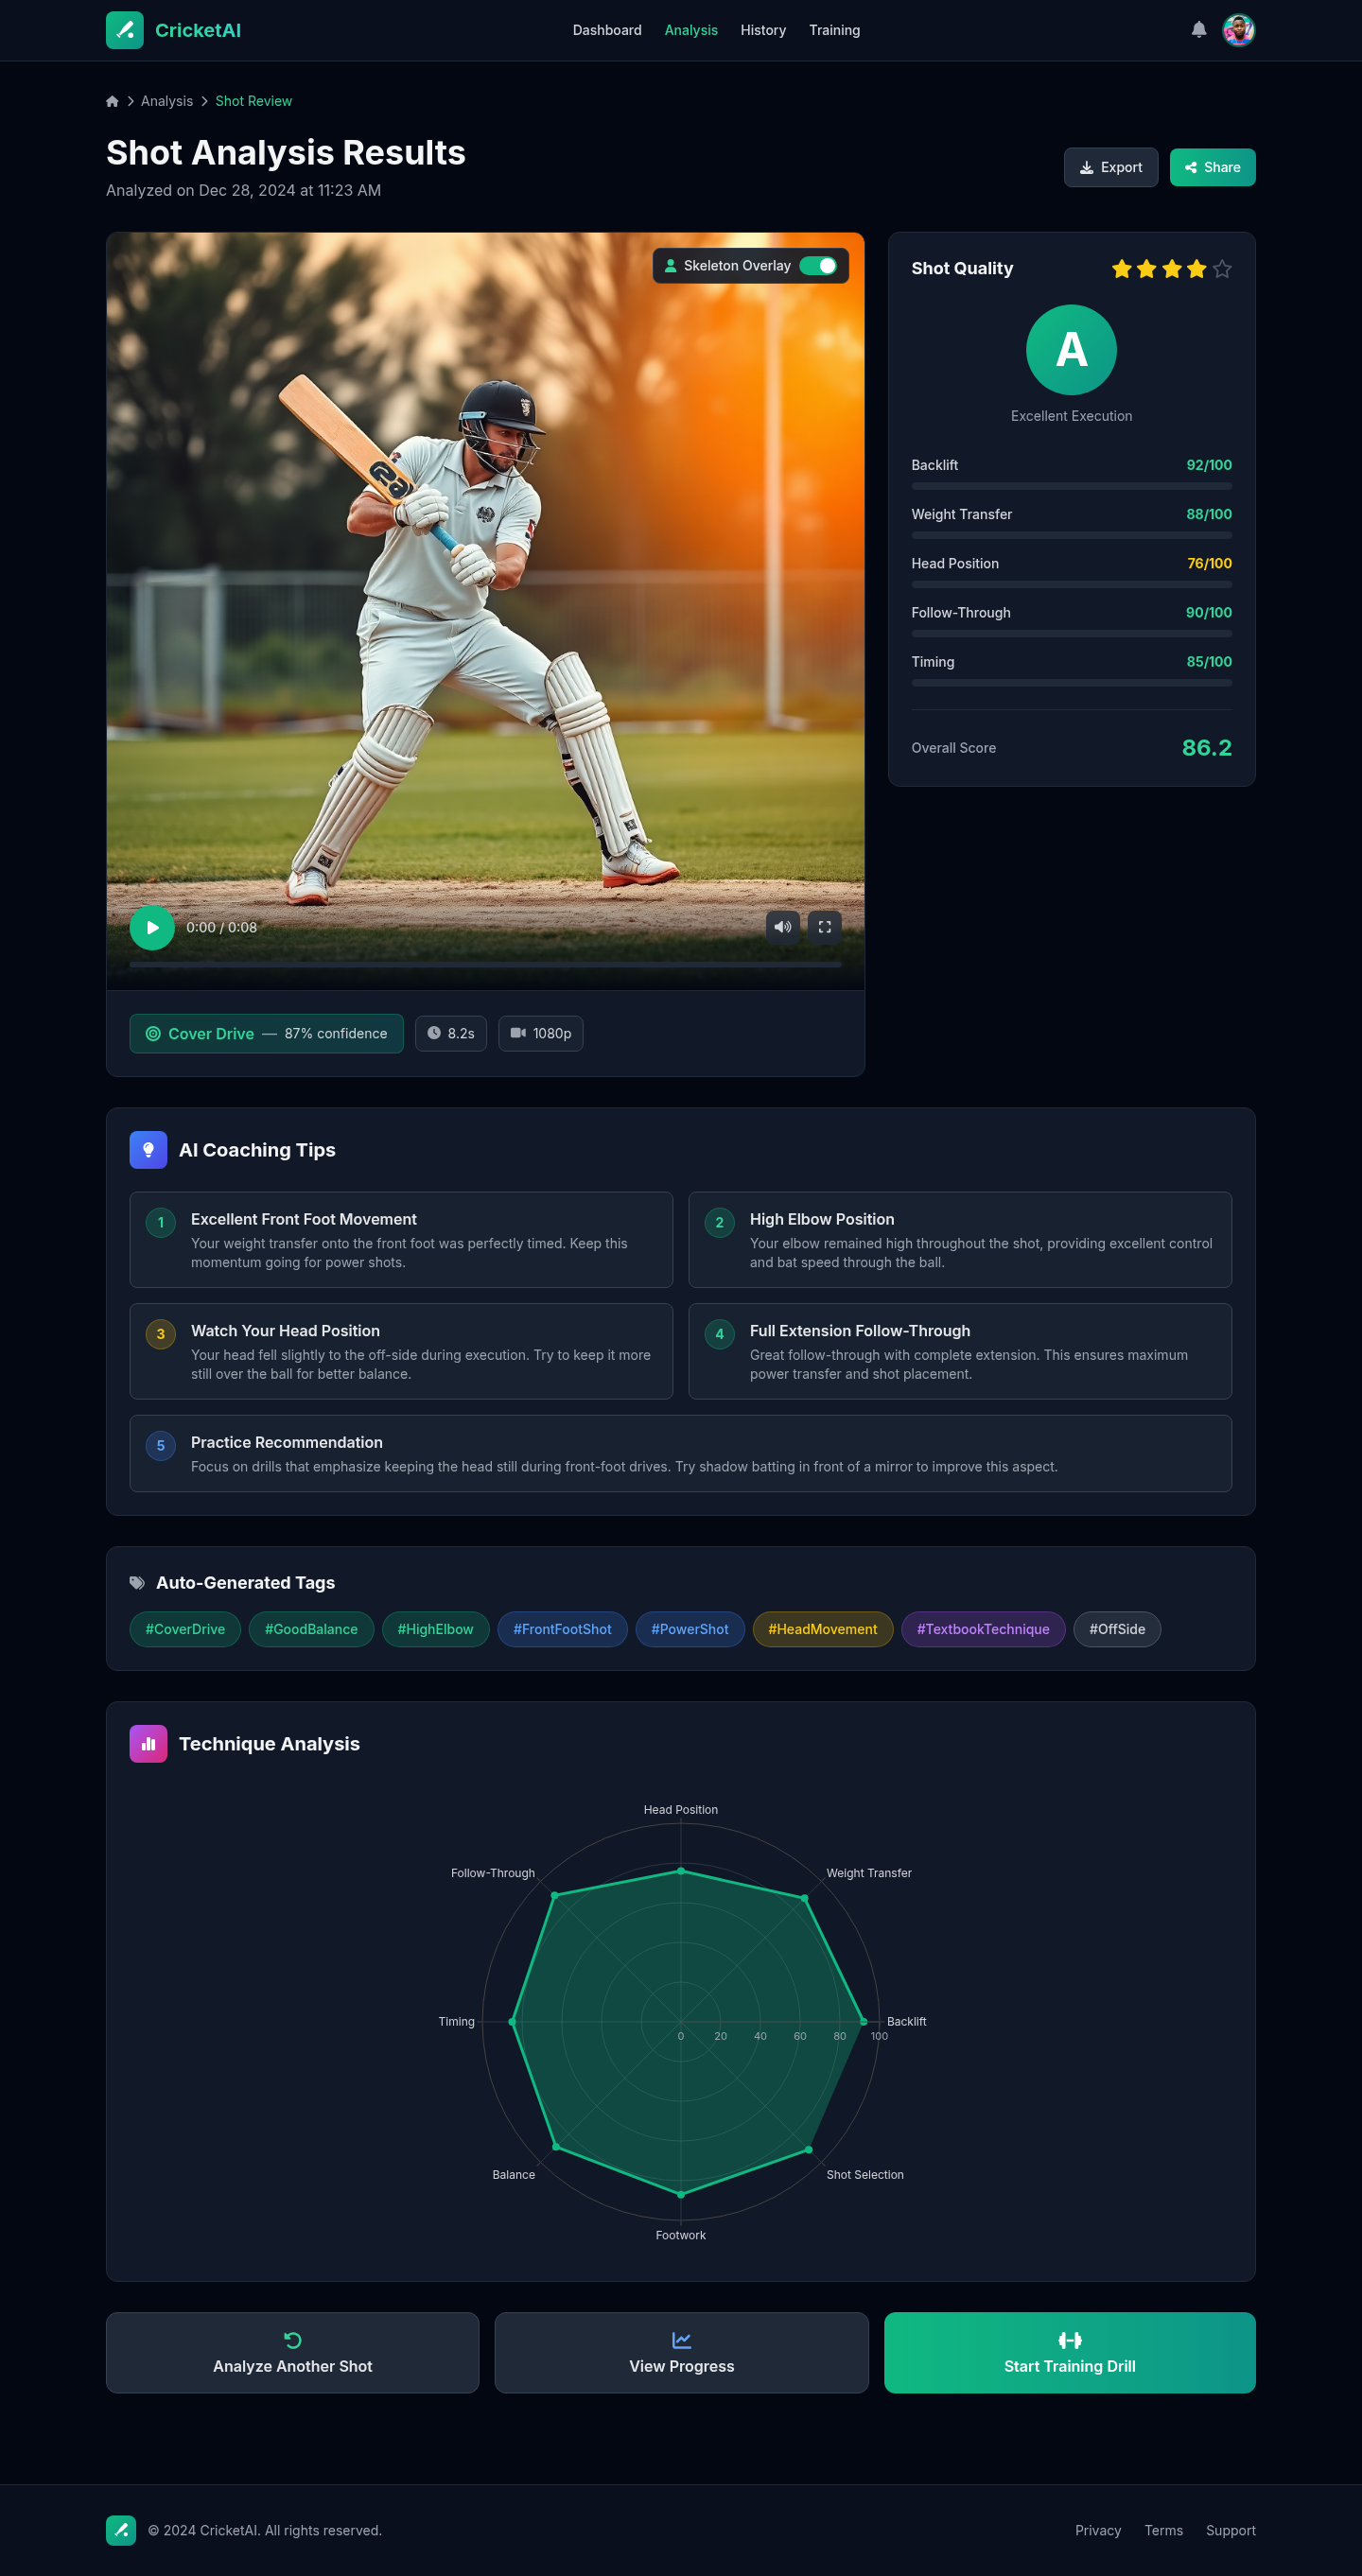 CricketAI
Dashboard
Analysis
History
Training
Analysis
Shot Review
Shot Analysis Results
Analyzed on Dec 28, 2024 at 11:23 AM
Export
Share
Skeleton Overlay
0:00 / 0:08
Cover Drive — 87% confidence
8.2s
1080p
Shot Quality
A
Excellent Execution
Backlift 92/100
Weight Transfer 88/100
Head Position 76/100
Follow-Through 90/100
Timing 85/100
Overall Score 86.2
AI Coaching Tips
1
Excellent Front Foot Movement
Your weight transfer onto the front foot was perfectly timed. Keep this
momentum going for power shots.
2
High Elbow Position
Your elbow remained high throughout the shot, providing excellent control
and bat speed through the ball.
3
Watch Your Head Position
Your head fell slightly to the off-side during execution. Try to keep it more
still over the ball for better balance.
4
Full Extension Follow-Through
Great follow-through with complete extension. This ensures maximum
power transfer and shot placement.
5
Practice Recommendation
Focus on drills that emphasize keeping the head still during front-foot drives. Try shadow batting in front of a mirror to improve this aspect.
Auto-Generated Tags
#CoverDrive
#GoodBalance
#HighElbow
#FrontFootShot
#PowerShot
#HeadMovement
#TextbookTechnique
#OffSide
Technique Analysis
Head Position
Follow-Through
Weight Transfer
Timing
Backlift
0 20 40 60 80 100
Balance
Shot Selection
Footwork
Analyze Another Shot
View Progress
Start Training Drill
© 2024 CricketAI. All rights reserved.
Privacy
Terms
Support